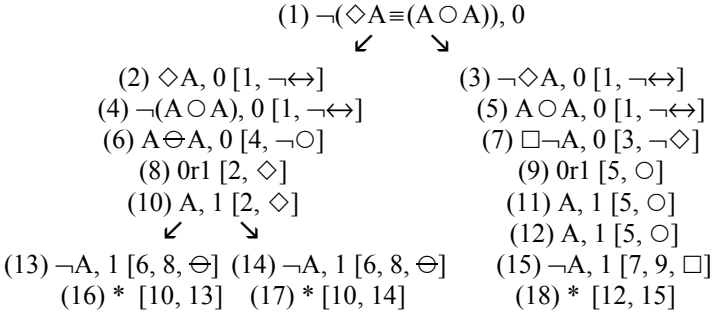 (1) ¬(◇A≡(A○A)), 0
↙ ↘
(2) ◇A, 0 [1, ¬↔] (3) ¬◇A, 0 [1, ¬↔]
(4) ¬(A○A), 0 [1, ¬↔] (5) A○A, 0 [1, ¬↔]
(6) A⊖A, 0 [4, ¬○] (7) □¬A, 0 [3, ¬◇]
(8) 0r1 [2, ◇] (9) 0r1 [5, ○]
(10) A, 1 [2, ◇] (11) A, 1 [5, ○]
↙ ↘ (12) A, 1 [5, ○]
(13) ¬A, 1 [6, 8, ⊖] (14) ¬A, 1 [6, 8, ⊖] (15) ¬A, 1 [7, 9, □]
(16) * [10, 13] (17) * [10, 14] (18) * [12, 15]